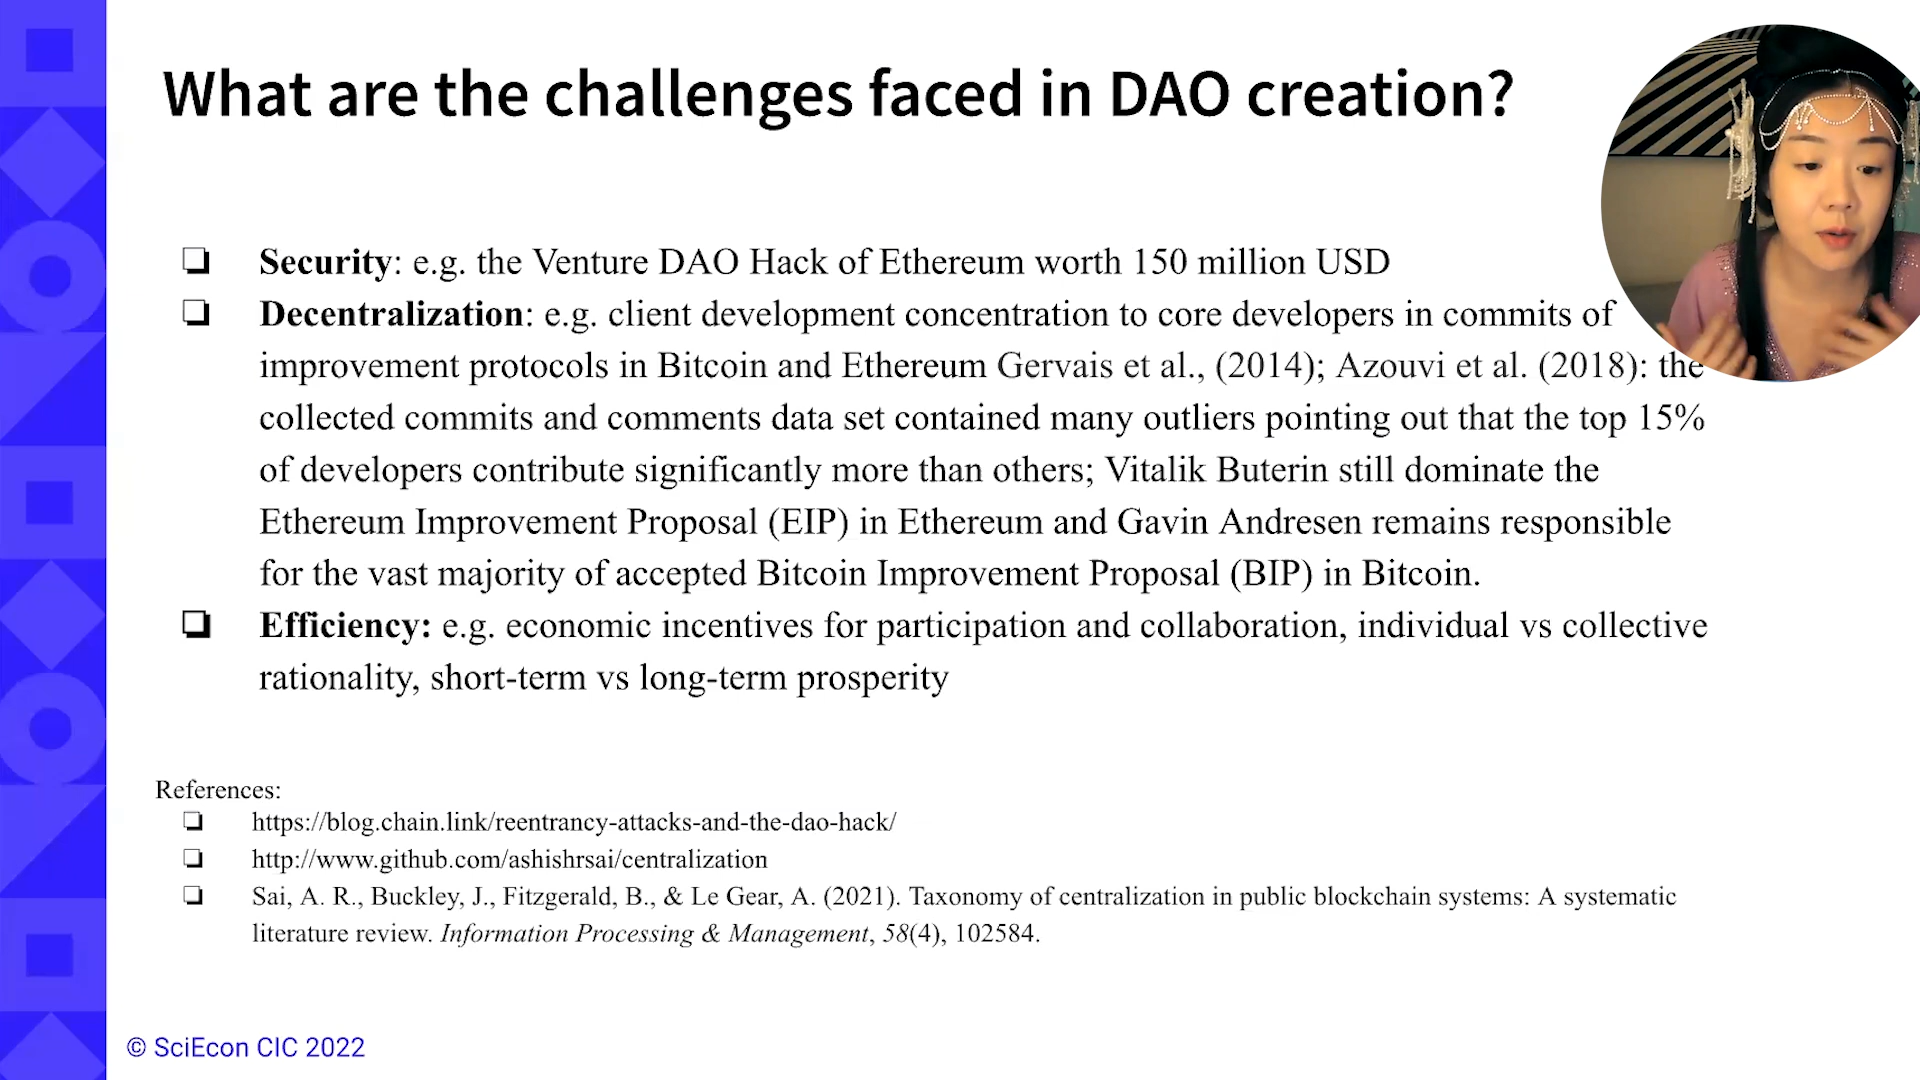 What are the challenges faced in DAO creation?
Security: e.g. the Venture DAO Hack of Ethereum worth 150 million USD
Decentralization: e.g. client development concentration to core developers in commits of
improvement protocols in Bitcoin and Ethereum Gervais et al., (2014); Azouvi et al. (2018): the
collected commits and comments data set contained many outliers pointing out that the top 15%
of developers contribute significantly more than others; Vitalik Buterin still dominate the
Ethereum Improvement Proposal (EIP) in Ethereum and Gavin Andresen remains responsible
for the vast majority of accepted Bitcoin Improvement Proposal (BIP) in Bitcoin.
Efficiency: e.g. economic incentives for participation and collaboration, individual vs collective
rationality, short-term vs long-term prosperity
References:
https://blog.chain.link/reentrancy-attacks-and-the-dao-hack/
http://www.github.com/ashishrsai/centralization
Sai, A. R., Buckley, J., Fitzgerald, B., & Le Gear, A. (2021). Taxonomy of centralization in public blockchain systems: A systematic
literature review. Information Processing & Management, 58(4), 102584.
© SciEcon CIC 2022